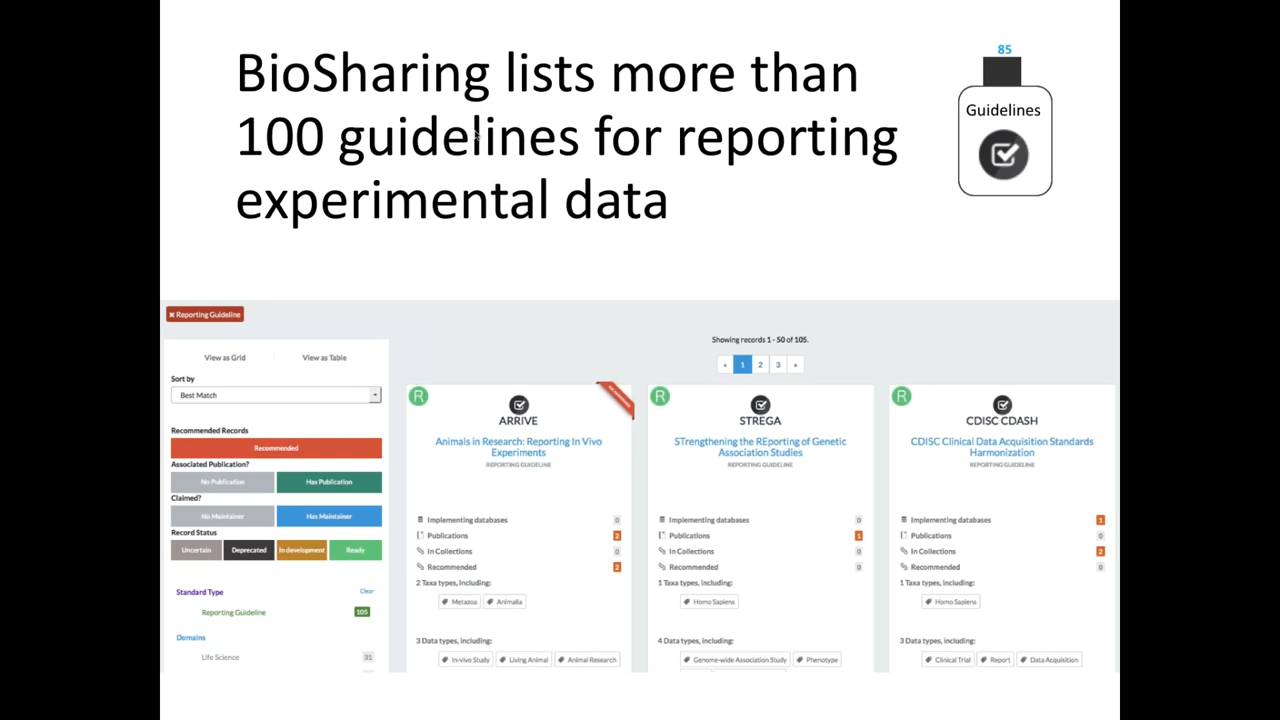 BioSharing lists more than
100 guidelines for reporting
experimental data
85
Guidelines
✖ Reporting Guideline
View as Grid
View as Table
Sort by
Best Match
Recommended Records
Recommended
Associated Publication?
No Publication
Has Publication
Claimed?
No Maintainer
Has Maintainer
Record Status
Uncertain
Deprecated
In development
Ready
Standard Type
Clear
Reporting Guideline
105
Domains
Life Science
31
Showing records 1 - 50 of 105.
«
1
2
3
»
R
ARRIVE
Animals in Research: Reporting In Vivo
Experiments
REPORTING GUIDELINE
Implementing databases 0
Publications 2
In Collections 0
Recommended 2
2 Taxa types, including:
Metazoa
Animalia
3 Data types, including:
In-vivo Study
Living Animal
Animal Research
R
STREGA
STrengthening the REporting of Genetic
Association Studies
REPORTING GUIDELINE
Implementing databases 0
Publications 1
In Collections 0
Recommended 0
1 Taxa types, including:
Homo Sapiens
4 Data types, including:
Genome-wide Association Study
Phenotype
R
CDISC CDASH
CDISC Clinical Data Acquisition Standards
Harmonization
REPORTING GUIDELINE
Implementing databases 1
Publications 0
In Collections 2
Recommended 0
1 Taxa types, including:
Homo Sapiens
3 Data types, including:
Clinical Trial
Report
Data Acquisition